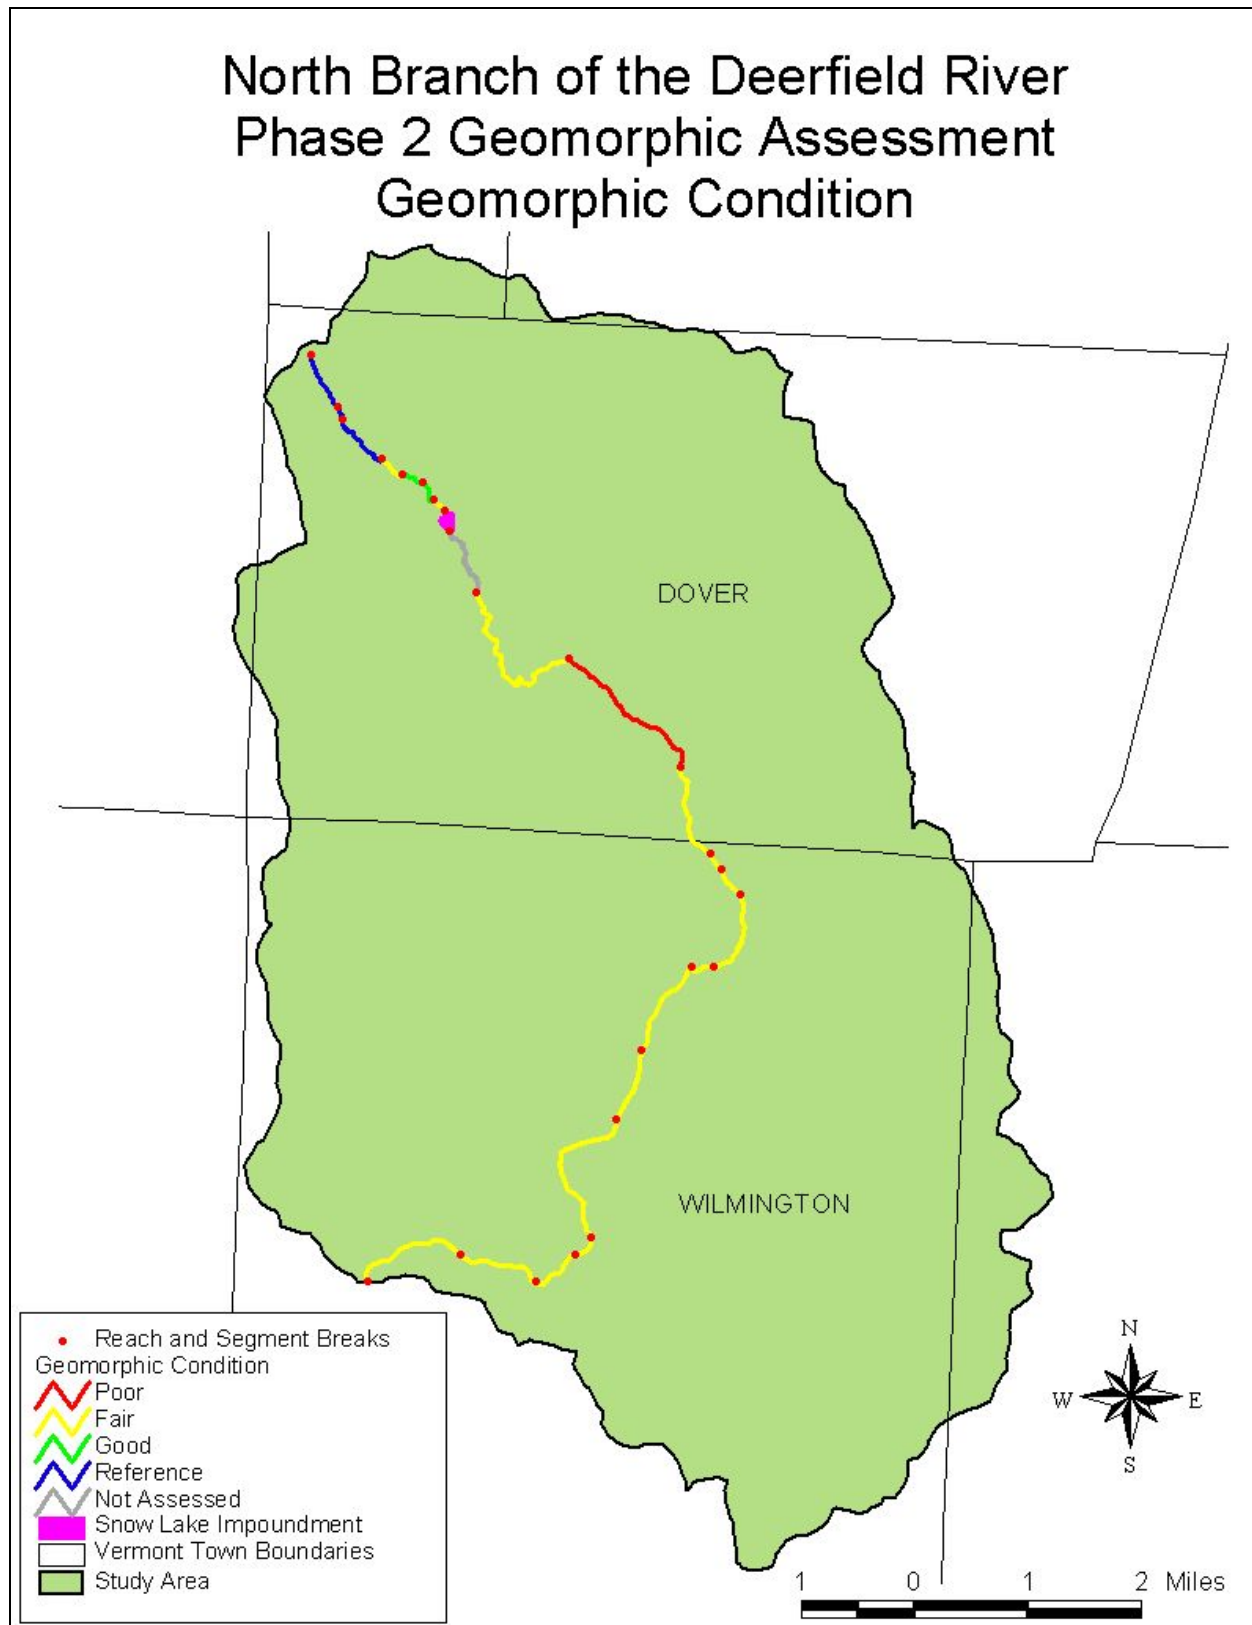 North Branch of the Deerfield River
Phase 2 Geomorphic Assessment
Geomorphic Condition
DOVER
WILMINGTON
Reach and Segment Breaks
Geomorphic Condition
Poor
Fair
Good
Reference
Not Assessed
Snow Lake Impoundment
Vermont Town Boundaries
Study Area
N
W E
S
1 0 1 2 Miles